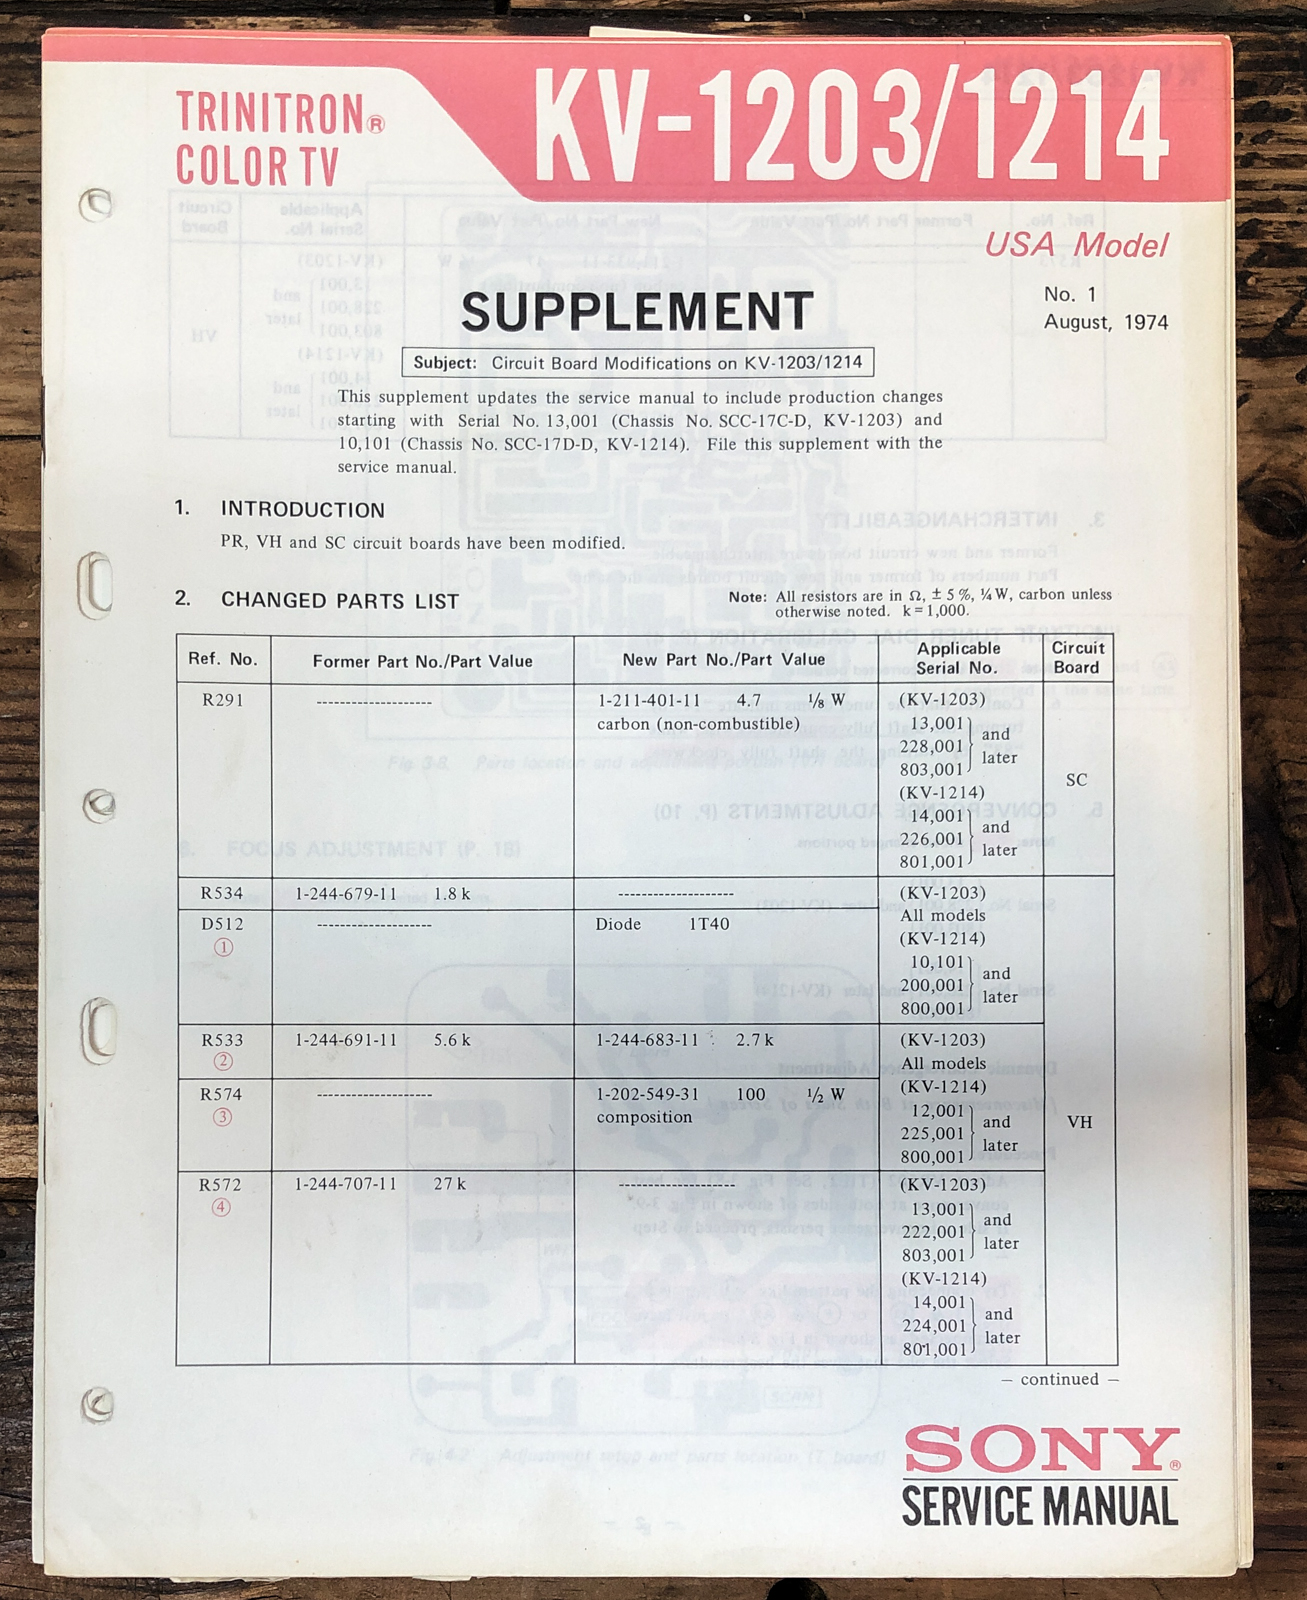 TRINITRON®
COLOR TV
KV-1203/1214
USA Model
SUPPLEMENT
No. 1
August, 1974
Subject: Circuit Board Modifications on KV-1203/1214
This supplement updates the service manual to include production changes
starting with Serial No. 13,001 (Chassis No. SCC-17C-D, KV-1203) and
10,101 (Chassis No. SCC-17D-D, KV-1214). File this supplement with the
service manual.
1. INTRODUCTION
PR, VH and SC circuit boards have been modified.
2. CHANGED PARTS LIST
Note: All resistors are in Ω, ± 5 %, ¼ W, carbon unless
otherwise noted. k = 1,000.
Ref. No. Former Part No./Part Value New Part No./Part Value Applicable Serial No. Circuit Board
R291 -------------------- 1-211-401-11 4.7 ⅛ W (KV-1203)
carbon (non-combustible) 13,001
228,001 and
803,001 later
(KV-1214) SC
14,001
226,001 and
801,001 later
R534 1-244-679-11 1.8 k -------------------- (KV-1203)
All models
D512 -------------------- Diode 1T40 (KV-1214)
① 10,101
200,001 and
800,001 later
R533 1-244-691-11 5.6 k 1-244-683-11 2.7 k (KV-1203)
② All models
R574 -------------------- 1-202-549-31 100 ½ W (KV-1214)
③ composition 12,001
225,001 and VH
800,001 later
R572 1-244-707-11 27 k -------------------- (KV-1203)
④ 13,001
222,001 and
803,001 later
(KV-1214)
14,001
224,001 and
801,001 later
– continued –
SONY®
SERVICE MANUAL